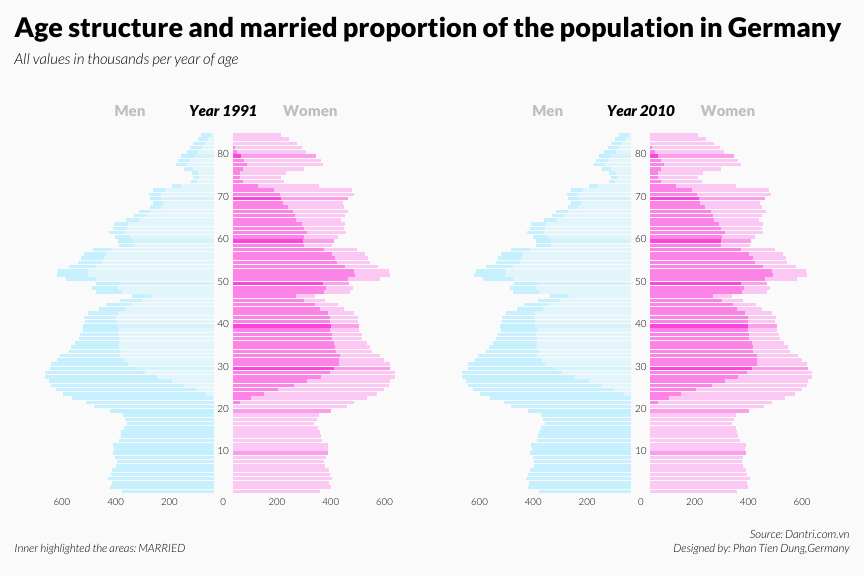 Age structure and married proportion of the population in Germany
All values in thousands per year of age
Men Year 1991 Women
Men Year 2010 Women
80
70
60
50
40
30
20
10
600 400 200 0 200 400 600
80
70
60
50
40
30
20
10
600 400 200 0 200 400 600
Inner highlighted the areas: MARRIED
Source: Dantri.com.vn
Designed by: Phan Tien Dung,Germany